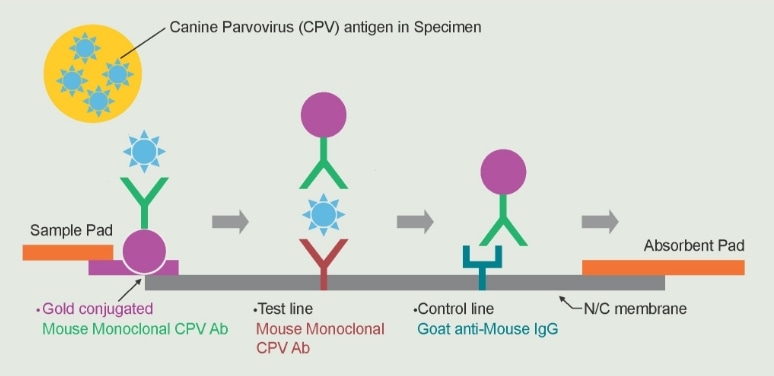 Canine Parvovirus (CPV) antigen in Specimen
Sample Pad
Absorbent Pad
•Gold conjugated
Mouse Monoclonal CPV Ab
•Test line
Mouse Monoclonal
CPV Ab
•Control line
Goat anti-Mouse IgG
N/C membrane